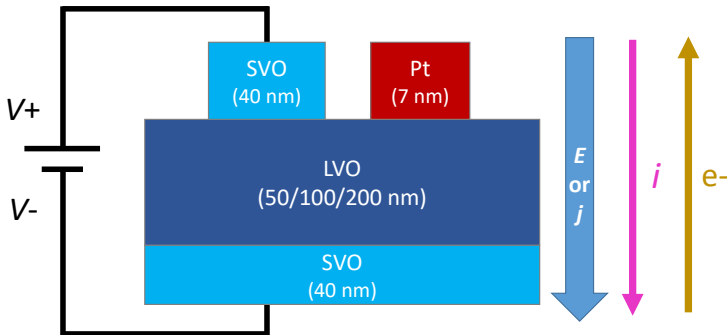 SVO
(40 nm)
Pt
(7 nm)
V+
V-
LVO
(50/100/200 nm)
SVO
(40 nm)
E
or
j
i
e-